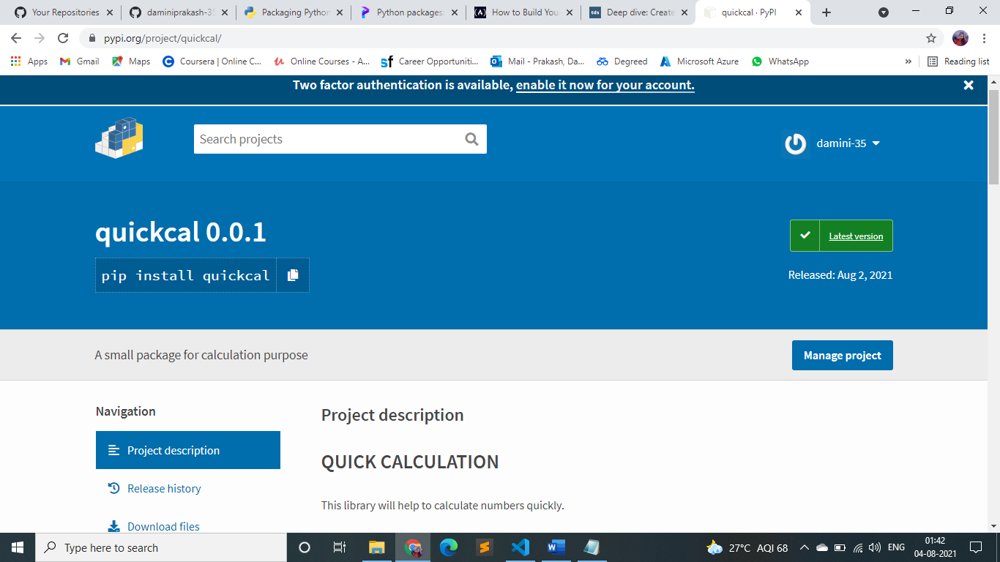 Your Repositories
daminiprakash-35
Packaging Python
Python packages:
How to Build You
tds
Deep dive: Create
quickcal · PyPI
pypi.org/project/quickcal/
Apps
Gmail
Maps
Coursera | Online C...
Online Courses - A...
Career Opportuniti...
Mail - Prakash, Da...
Degreed
Microsoft Azure
WhatsApp
»
Reading list
Two factor authentication is available, enable it now for your account.
Search projects
damini-35
quickcal 0.0.1
Latest version
pip install quickcal
Released: Aug 2, 2021
A small package for calculation purpose
Manage project
Navigation
Project description
Project description
QUICK CALCULATION
Release history
This library will help to calculate numbers quickly.
Download files
Type here to search
27°C AQI 68
ENG
01:42
04-08-2021